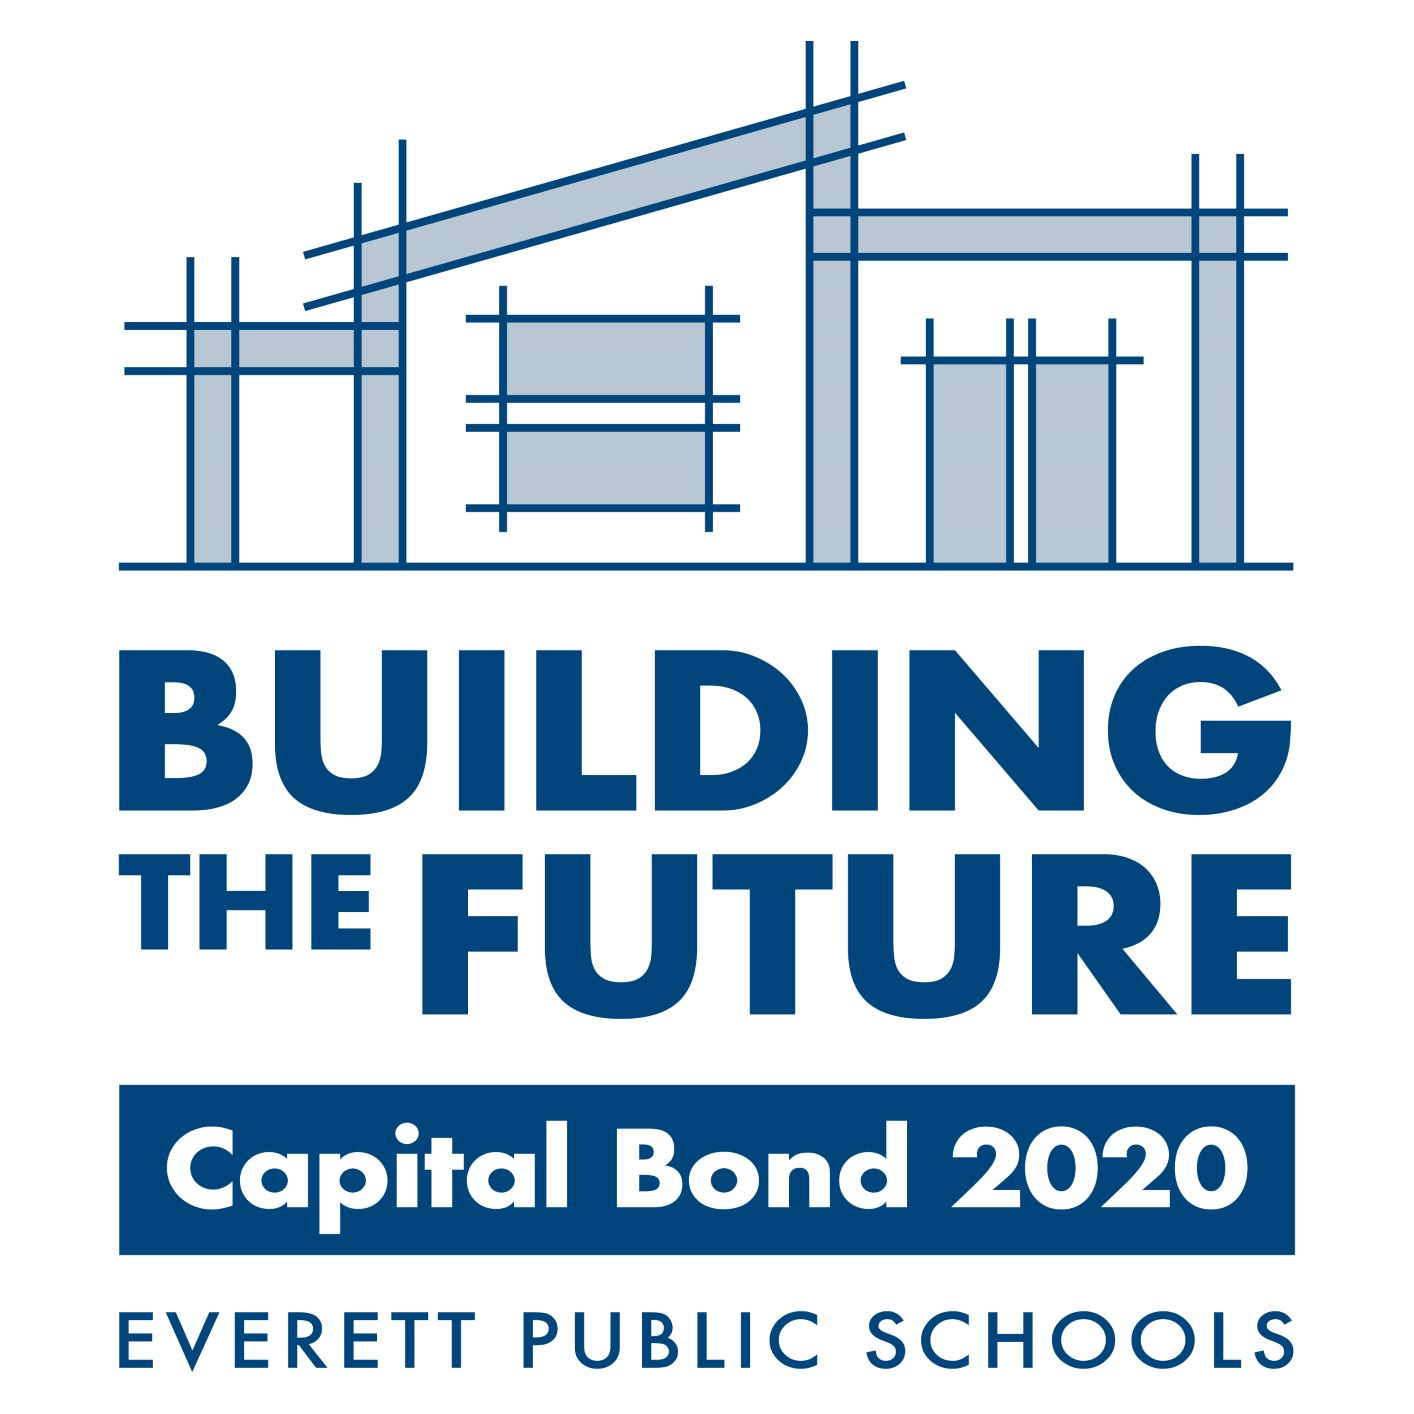 BUILDING
THE FUTURE
Capital Bond 2020
EVERETT PUBLIC SCHOOLS